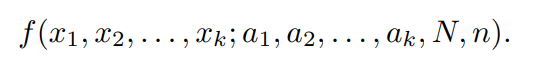 f(x₁, x₂, . . . , xₖ; a₁, a₂, . . . , aₖ, N, n).